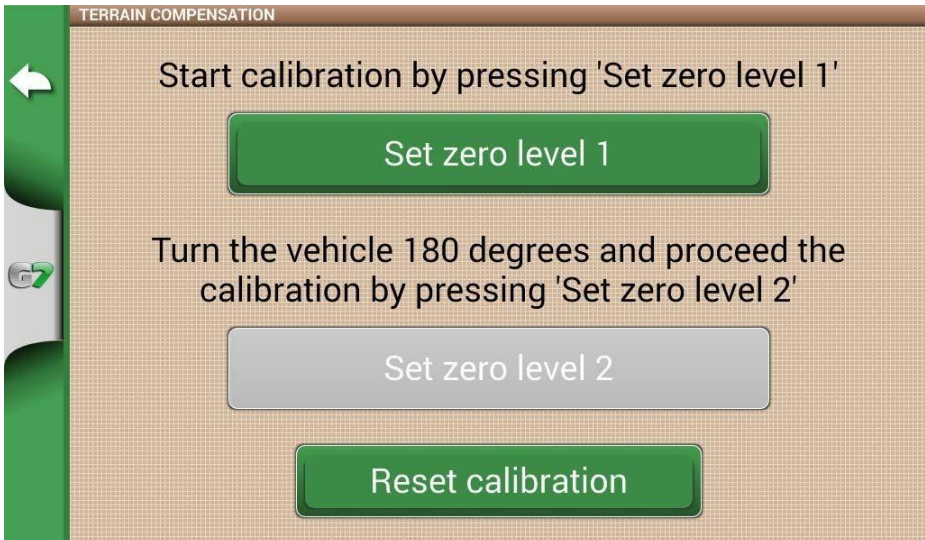 TERRAIN COMPENSATION
Start calibration by pressing 'Set zero level 1'
Set zero level 1
Turn the vehicle 180 degrees and proceed the
calibration by pressing 'Set zero level 2'
G7
Set zero level 2
Reset calibration